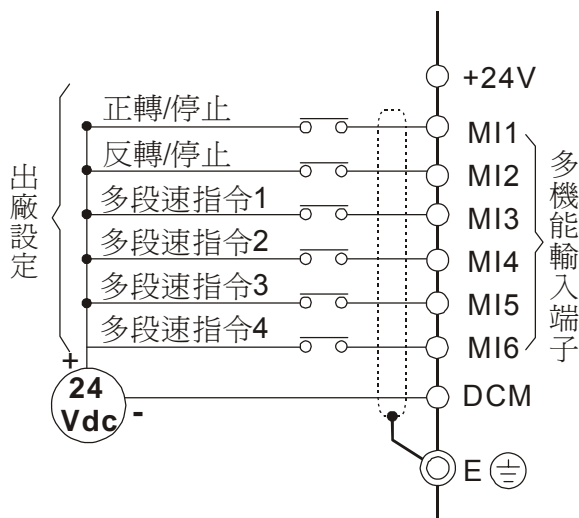 +24V
正轉/停止
MI1
反轉/停止
MI2
多段速指令1
MI3
多段速指令2
MI4
多段速指令3
MI5
多段速指令4
MI6
出廠設定
多機能輸入端子
+
24
Vdc
-
DCM
E